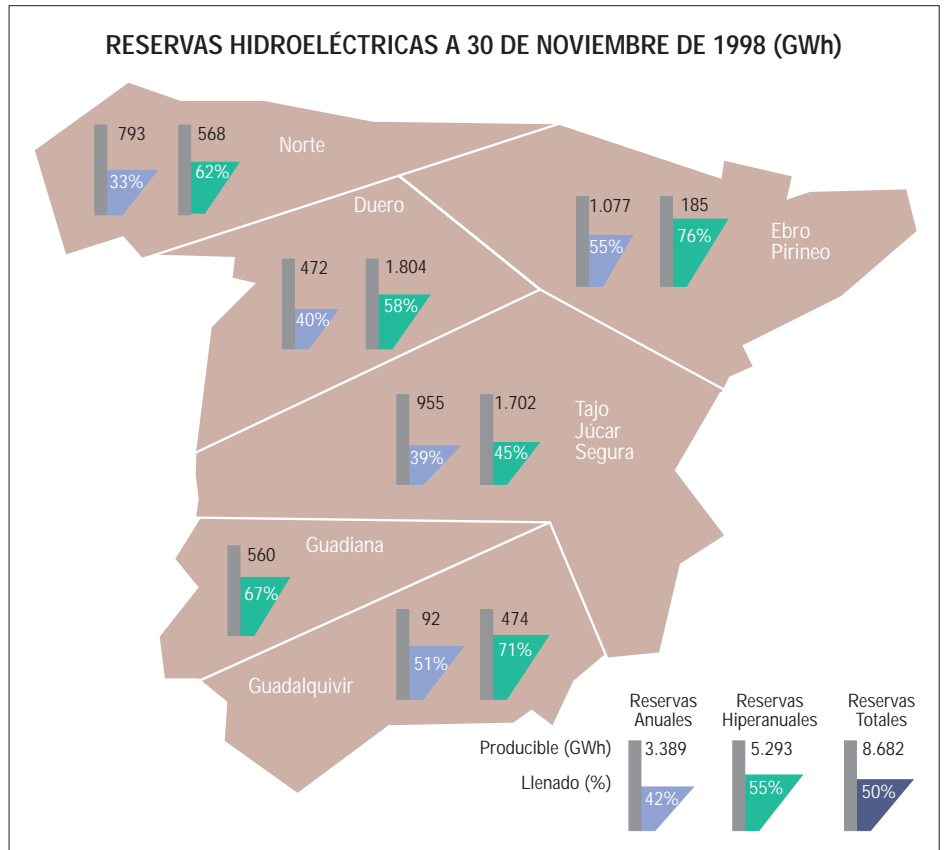 RESERVAS HIDROELÉCTRICAS A 30 DE NOVIEMBRE DE 1998 (GWh)
793
568
Norte
33%
62%
Duero
1.077
185
Ebro
Pirineo
55%
76%
472
1.804
40%
58%
955
1.702
Tajo
Júcar
Segura
39%
45%
Guadiana
560
67%
92
474
51%
71%
Guadalquivir
Reservas
Anuales
Reservas
Hiperanuales
Reservas
Totales
Producible (GWh)
3.389
5.293
8.682
Llenado (%)
42%
55%
50%